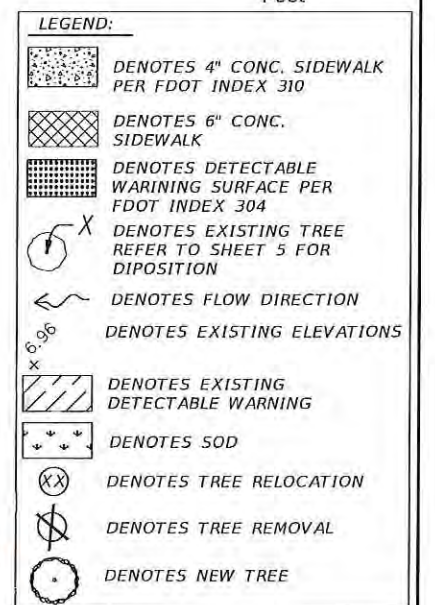 LEGEND:
DENOTES 4" CONC. SIDEWALK
PER FDOT INDEX 310
DENOTES 6" CONC.
SIDEWALK
DENOTES DETECTABLE
WARINING SURFACE PER
FDOT INDEX 304
X
DENOTES EXISTING TREE
REFER TO SHEET 5 FOR
DIPOSITION
DENOTES FLOW DIRECTION
x 6.96
DENOTES EXISTING ELEVATIONS
DENOTES EXISTING
DETECTABLE WARNING
DENOTES SOD
XX
DENOTES TREE RELOCATION
DENOTES TREE REMOVAL
DENOTES NEW TREE